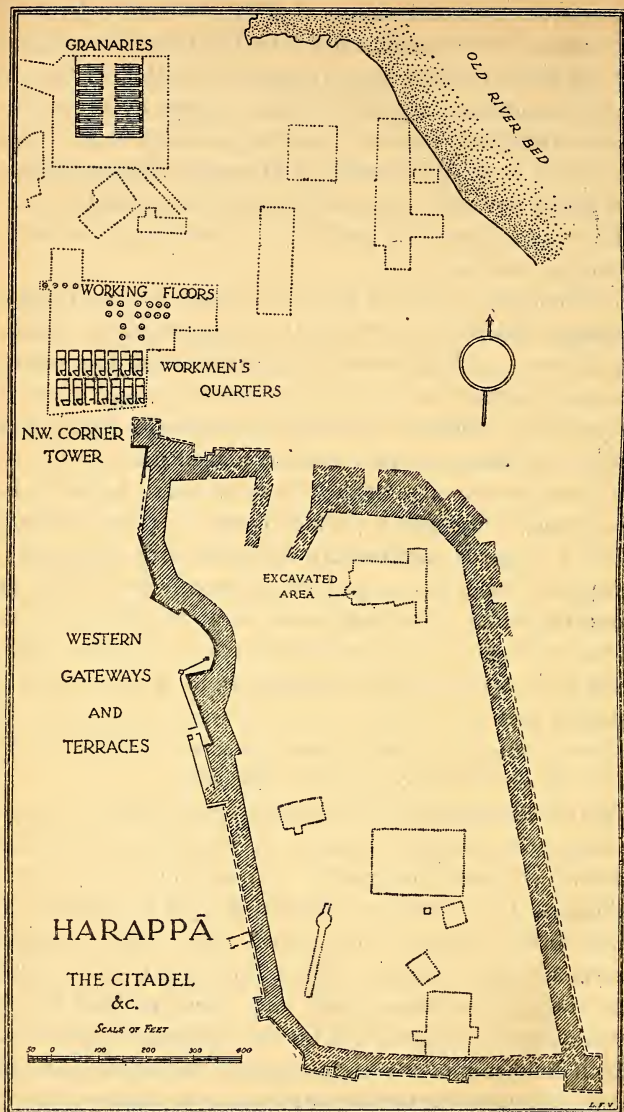 GRANARIES
OLD RIVER BED
WORKING FLOORS
WORKMEN'S
QUARTERS
N.W. CORNER
TOWER
EXCAVATED
AREA
WESTERN
GATEWAYS
AND
TERRACES
HARAPPĀ
THE CITADEL
&C.
SCALE OF FEET
50 0 100 200 300 400
L.F.V.